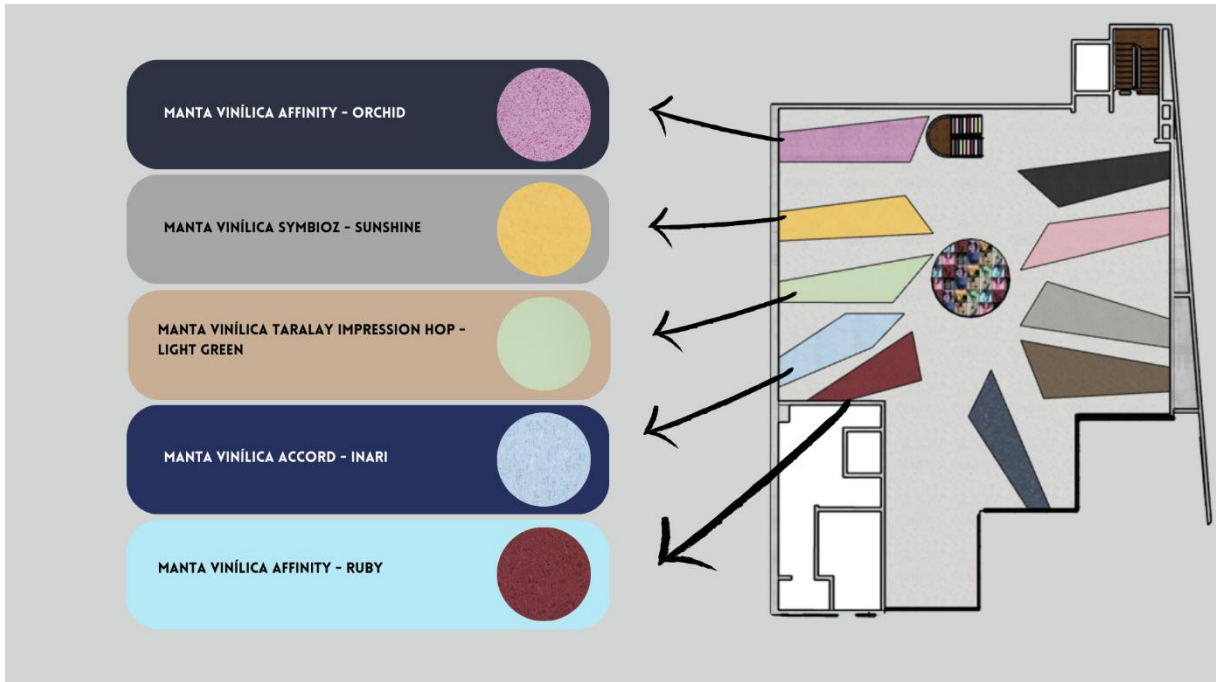 MANTA VINÍLICA AFFINITY - ORCHID
MANTA VINÍLICA SYMBIOZ - SUNSHINE
MANTA VINÍLICA TARALAY IMPRESSION HOP -
LIGHT GREEN
MANTA VINÍLICA ACCORD - INARI
MANTA VINÍLICA AFFINITY - RUBY